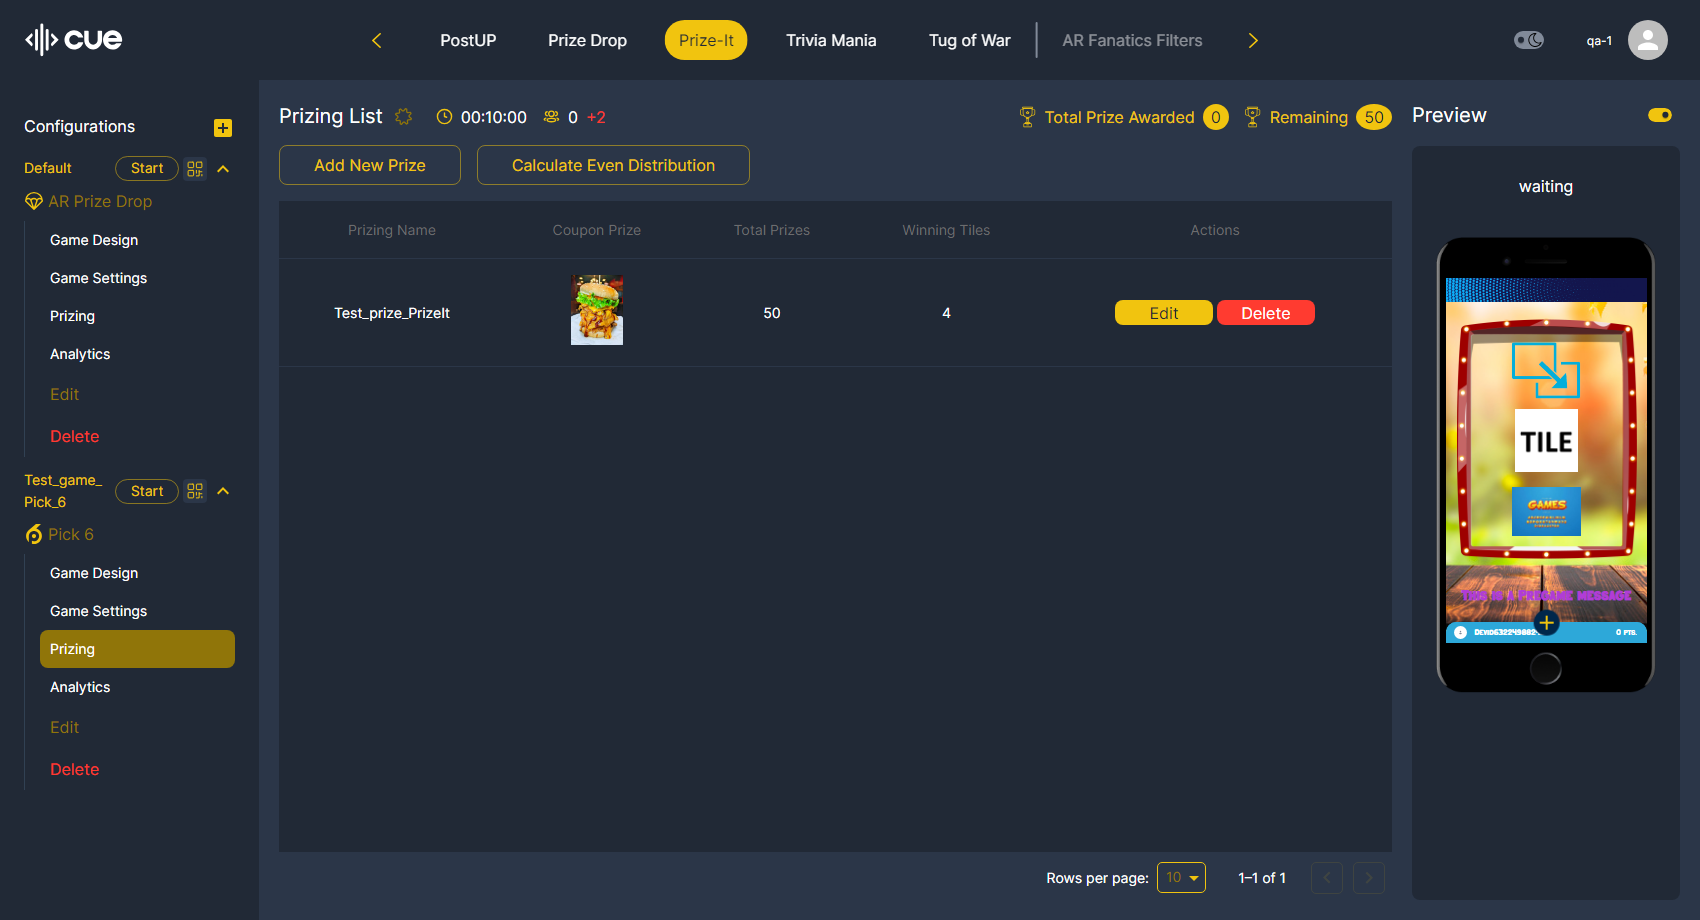 cue
PostUP
Prize Drop
Prize-It
Trivia Mania
Tug of War
AR Fanatics Filters
qa-1
Configurations
Default
Start
AR Prize Drop
Game Design
Game Settings
Prizing
Analytics
Edit
Delete
Test_game_
Pick_6
Start
Pick 6
Game Design
Game Settings
Prizing
Analytics
Edit
Delete
Prizing List
00:10:00
0 +2
Total Prize Awarded 0
Remaining 50
Add New Prize
Calculate Even Distribution
Prizing Name
Coupon Prize
Total Prizes
Winning Tiles
Actions
Test_prize_PrizeIt
50
4
Edit
Delete
Rows per page: 10
1–1 of 1
Preview
waiting
TILE
GAMES
This is a Pregame message
0 pts.